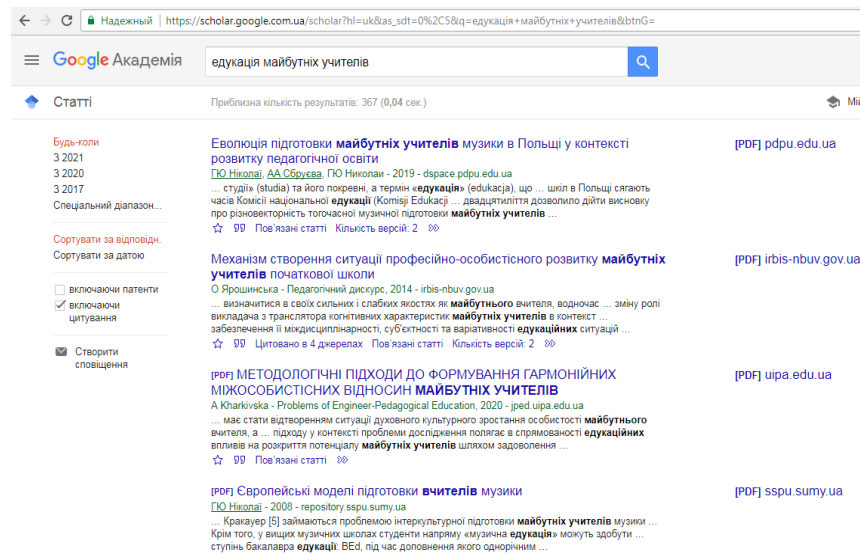 Надежный | https://scholar.google.com.ua/scholar?hl=uk&as_sdt=0%2C5&q=едукація+майбутніх+учителів&btnG=
Google Академія
едукація майбутніх учителів
Статті
Приблизна кількість результатів: 367 (0,04 сек.)
Мій
Будь-коли
З 2021
З 2020
З 2017
Спеціальний діапазон...
Сортувати за відповідн.
Сортувати за датою
включаючи патенти
включаючи
цитування
Створити
сповіщення
Еволюція підготовки майбутніх учителів музики в Польщі у контексті
розвитку педагогічної освіти
ГЮ Ніколаї, АА Сбруєва, ГЮ Николаи - 2019 - dspace.pdpu.edu.ua
... студії» (studia) та його покревні, а термін «едукація» (edukacja), що ... шкіл в Польщі сягають
часів Комісії національної едукації (Komisji Edukacji ... двадцятиліття дозволило дійти висновку
про різновекторність тогочасної музичної підготовки майбутніх учителів ...
Пов'язані статті Кількість версій: 2
[PDF] pdpu.edu.ua
Механізм створення ситуації професійно-особистісного розвитку майбутніх
учителів початкової школи
О Ярошинська - Педагогічний дискурс, 2014 - irbis-nbuv.gov.ua
... визначитися в своїх сильних і слабких якостях як майбутнього вчителя, водночас ... зміну ролі
викладача з транслятора когнітивних характеристик майбутніх учителів в контекст ...
забезпечення її міждисциплінарності, суб'єктності та варіативності едукаційних ситуацій ...
Цитовано в 4 джерелах Пов'язані статті Кількість версій: 2
[PDF] irbis-nbuv.gov.ua
[PDF] МЕТОДОЛОГІЧНІ ПІДХОДИ ДО ФОРМУВАННЯ ГАРМОНІЙНИХ
МІЖОСОБИСТІСНИХ ВІДНОСИН МАЙБУТНІХ УЧИТЕЛІВ
A Kharkivska - Problems of Engineer-Pedagogical Education, 2020 - jped.uipa.edu.ua
... має стати відтворенням ситуації духовного культурного зростання особистості майбутнього
вчителя, а ... підходу у контексті проблеми дослідження полягає в спрямованості едукаційних
впливів на розкриття потенціалу майбутніх учителів шляхом задоволення ...
Пов'язані статті
[PDF] uipa.edu.ua
[PDF] Європейські моделі підготовки вчителів музики
ГЮ Ніколаї - 2008 - repository.sspu.sumy.ua
... Кракауер [5] займаються проблемою інтеркультурної підготовки майбутніх учителів музики ...
Крім того, у вищих музичних школах студенти напряму «музична едукація» можуть здобути ...
ступінь бакалавра едукації: BEd, під час доповнення якого однорічним ...
[PDF] sspu.sumy.ua